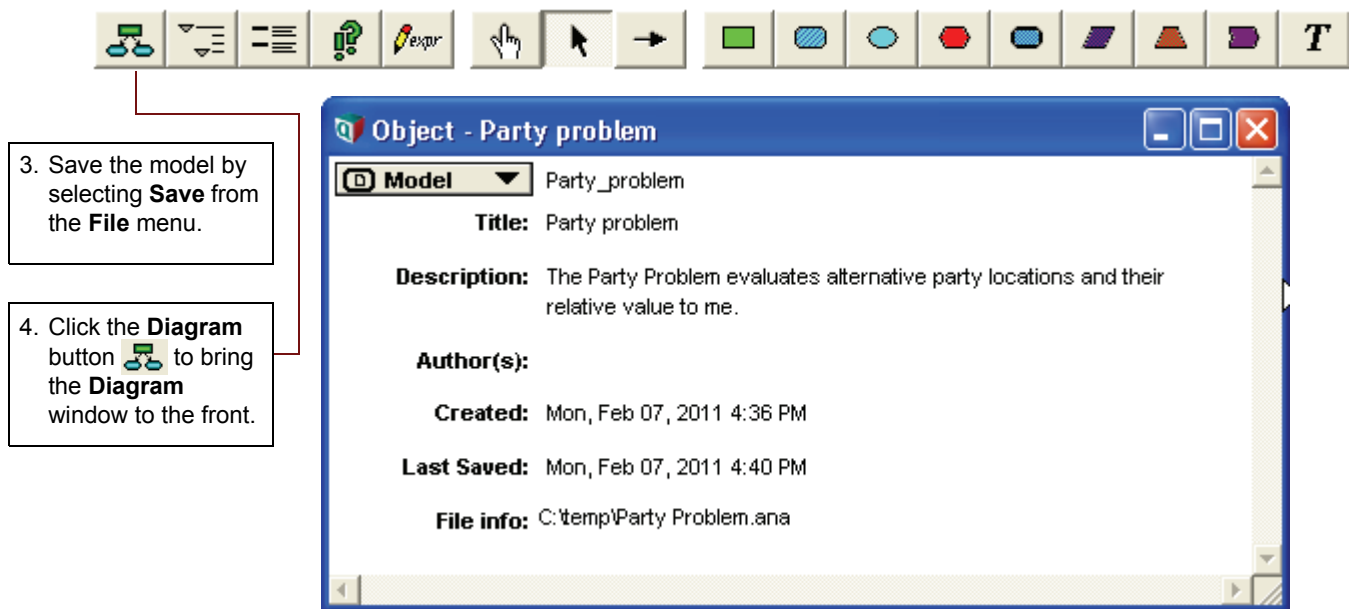 expr
T
Object - Party problem
3. Save the model by
selecting Save from
the File menu.
4. Click the Diagram
button to bring
the Diagram
window to the front.
D Model Party_problem
Title: Party problem
Description: The Party Problem evaluates alternative party locations and their
relative value to me.
Author(s):
Created: Mon, Feb 07, 2011 4:36 PM
Last Saved: Mon, Feb 07, 2011 4:40 PM
File info: C:\temp\Party Problem.ana